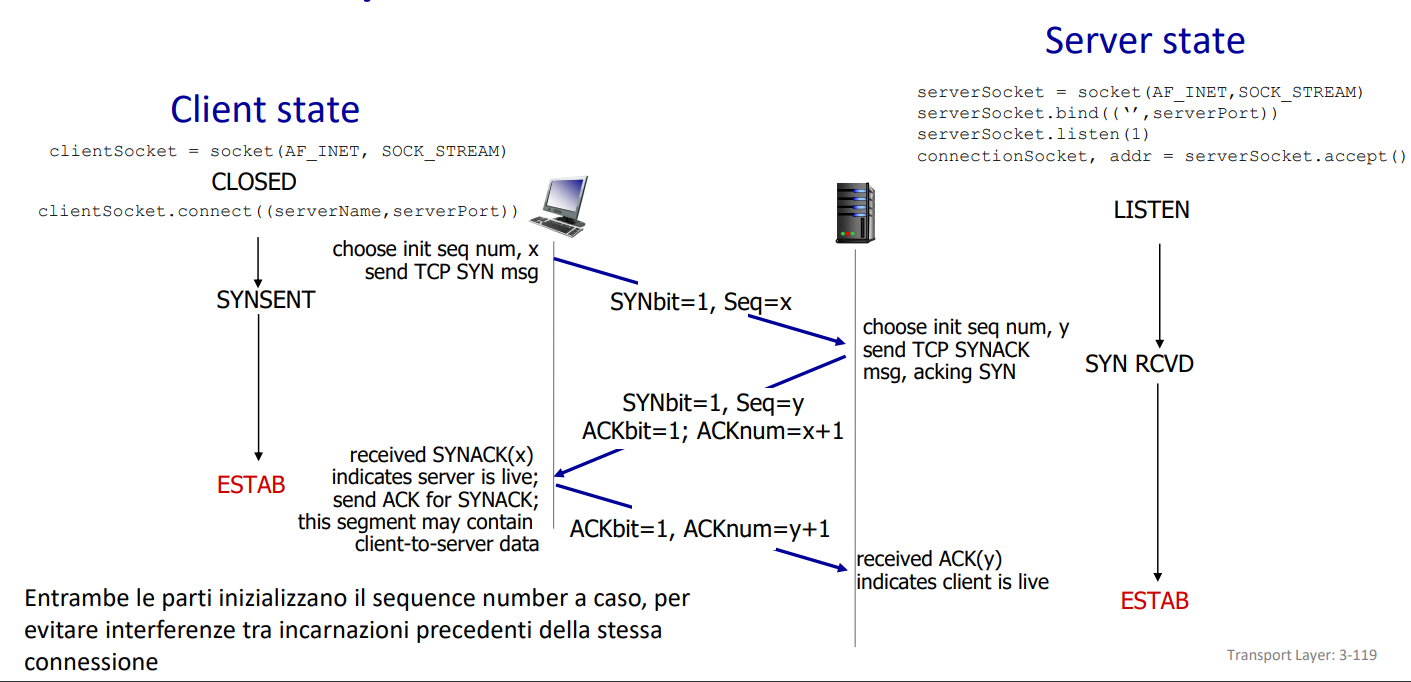 Server state
serverSocket = socket(AF_INET,SOCK_STREAM)
serverSocket.bind((‘’,serverPort))
serverSocket.listen(1)
connectionSocket, addr = serverSocket.accept()
Client state
clientSocket = socket(AF_INET, SOCK_STREAM)
CLOSED
clientSocket.connect((serverName,serverPort))
LISTEN
choose init seq num, x
send TCP SYN msg
SYNSENT
SYNbit=1, Seq=x
choose init seq num, y
send TCP SYNACK
msg, acking SYN
SYN RCVD
SYNbit=1, Seq=y
ACKbit=1; ACKnum=x+1
received SYNACK(x)
indicates server is live;
send ACK for SYNACK;
this segment may contain
client-to-server data
ESTAB
ACKbit=1, ACKnum=y+1
received ACK(y)
indicates client is live
ESTAB
Entrambe le parti inizializzano il sequence number a caso, per
evitare interferenze tra incarnazioni precedenti della stessa
connessione
Transport Layer: 3-119